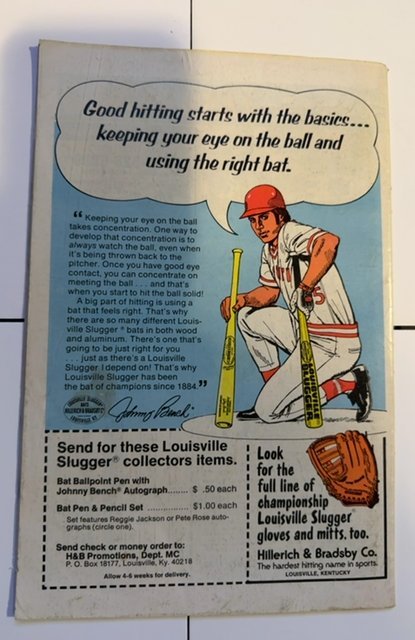 Good hitting starts with the basics...
keeping your eye on the ball and
using the right bat.
“ Keeping your eye on the ball
takes concentration. One way to
develop that concentration is to
always watch the ball, even when
it's being thrown back to the
pitcher. Once you have good eye
contact, you can concentrate on
meeting the ball . . . and that's
when you start to hit the ball solid!
A big part of hitting is using a
bat that feels right. That's why
there are so many different Louis-
ville Slugger® bats in both wood
and aluminum. There's one that's
going to be just right for you
. . . just as there's a Louisville
Slugger I depend on! That's why
Louisville Slugger has been
the bat of champions since 1884.”
Johnny Bench
5
LOUISVILLE
SLUGGER
Send for these Louisville
Slugger® collectors items.
Bat Ballpoint Pen with
Johnny Bench® Autograph....... $ .50 each
Bat Pen & Pencil Set ............... $1.00 each
Set features Reggie Jackson or Pete Rose auto-
graphs (circle one).
Send check or money order to:
H&B Promotions, Dept. MC
P. O. Box 18177, Louisville, Ky. 40218
Allow 4-6 weeks for delivery.
Look
for the
full line of
championship
Louisville Slugger
gloves and mitts, too.
Hillerich & Bradsby Co.
The hardest hitting name in sports.
LOUISVILLE, KENTUCKY